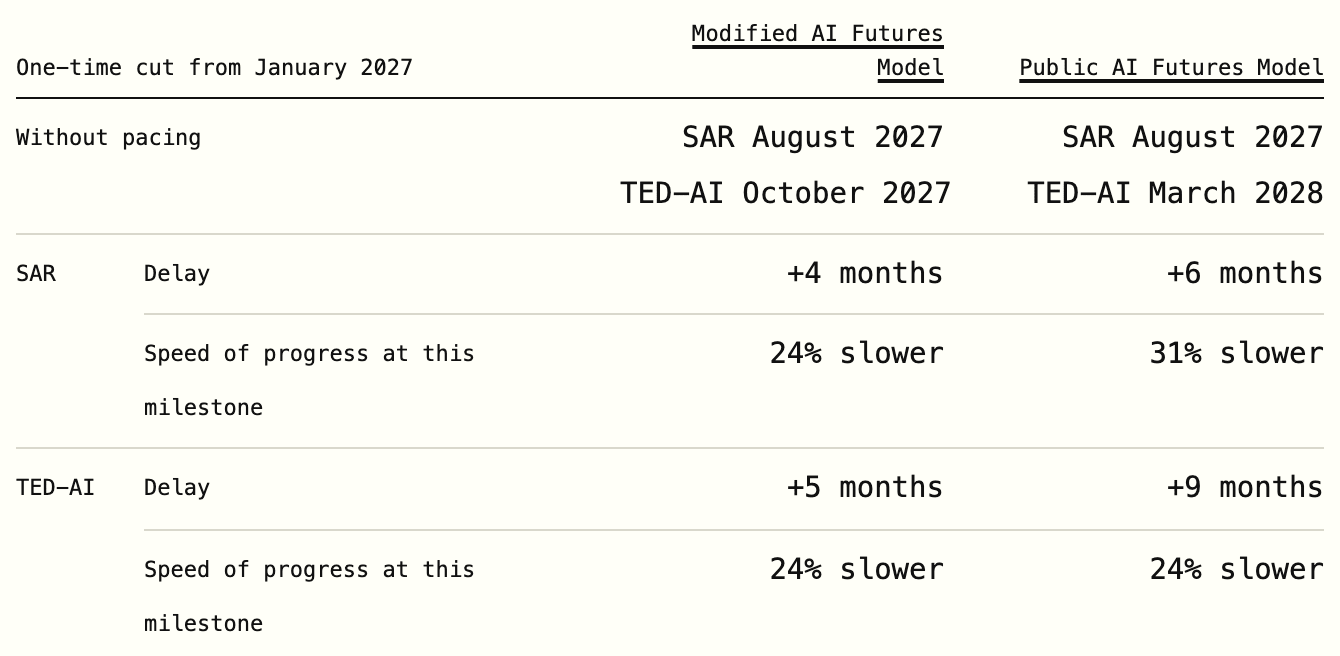 Modified AI Futures
One-time cut from January 2027 Model Public AI Futures Model
Without pacing SAR August 2027 SAR August 2027
TED-AI October 2027 TED-AI March 2028
SAR Delay +4 months +6 months
Speed of progress at this 24% slower 31% slower
milestone
TED-AI Delay +5 months +9 months
Speed of progress at this 24% slower 24% slower
milestone